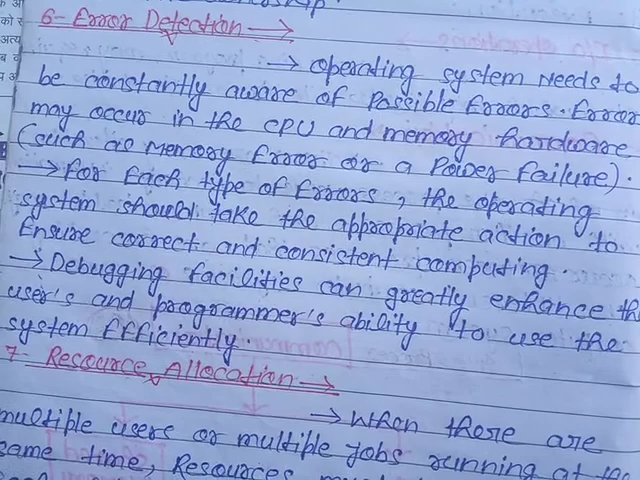 6- Error Detection →
→ operating system Needs to
be constantly aware of Possible Errors. Error
may occur in the CPU and memory hardware
(such as Memory Error or a Power failure).
→ for Each type of Errors, the operating
system should take the appropriate action to
Ensure correct and consistent computing.
→ Debugging facilities can greatly enhance th
user's and programmer's ability to use the
system Efficiently.
7- Resource Allocation →
→ When there are
multiple users or multiple jobs running at the
same time, Resources